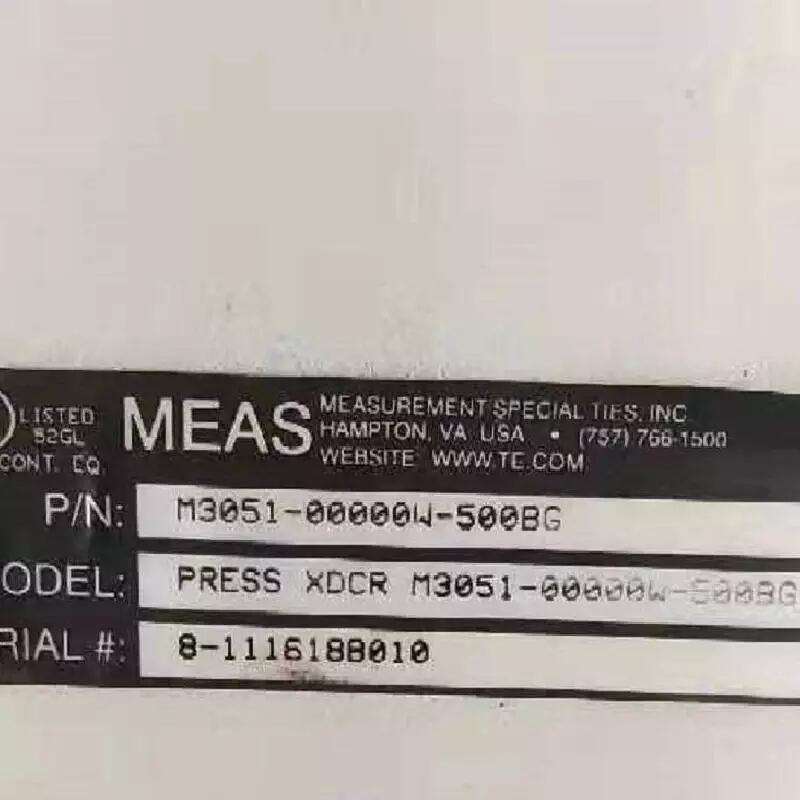 LISTED
52GL
CONT. EQ.
MEAS
MEASUREMENT SPECIALTIES, INC.
HAMPTON, VA USA • (757) 766-1500
WEBSITE WWW.TE.COM
P/N: M3051-00000W-500BG
ODEL: PRESS XDCR M3051-00000W-500BG
RIAL #: 8-111618B010